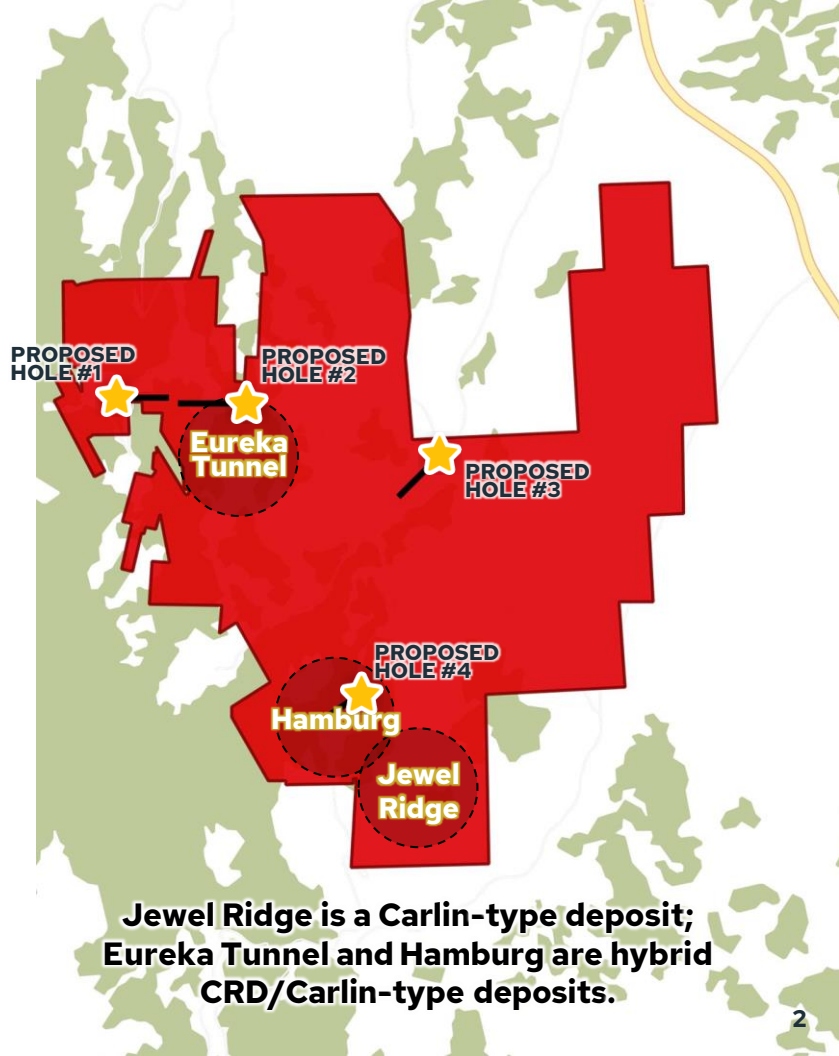 PROPOSED
HOLE #1
PROPOSED
HOLE #2
Eureka
Tunnel
PROPOSED
HOLE #3
PROPOSED
HOLE #4
Hamburg
Jewel
Ridge
Jewel Ridge is a Carlin-type deposit;
Eureka Tunnel and Hamburg are hybrid
CRD/Carlin-type deposits.
2